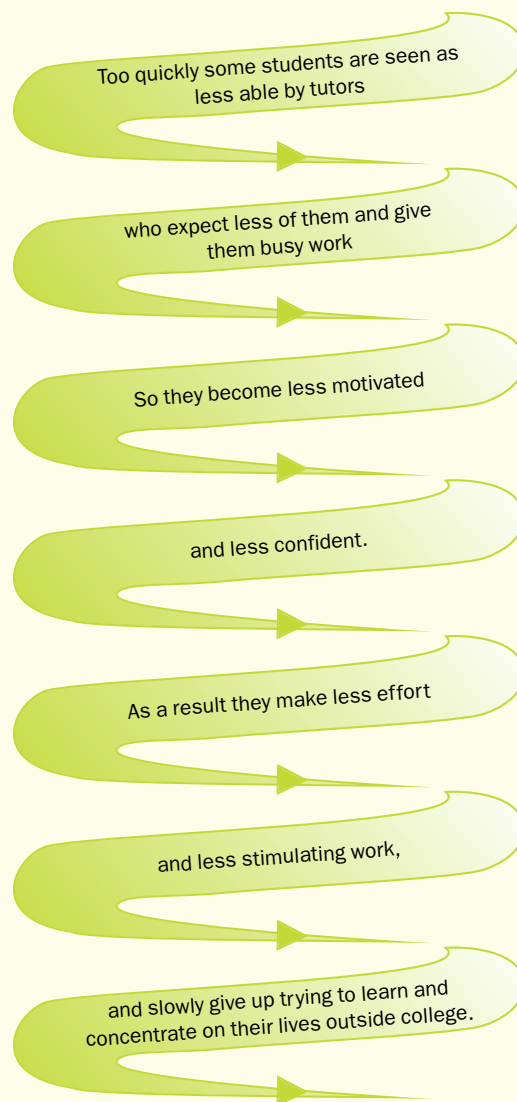 Too quickly some students are seen as
less able by tutors
who expect less of them and give
them busy work
So they become less motivated
and less confident.
As a result they make less effort
and less stimulating work,
and slowly give up trying to learn and
concentrate on their lives outside college.